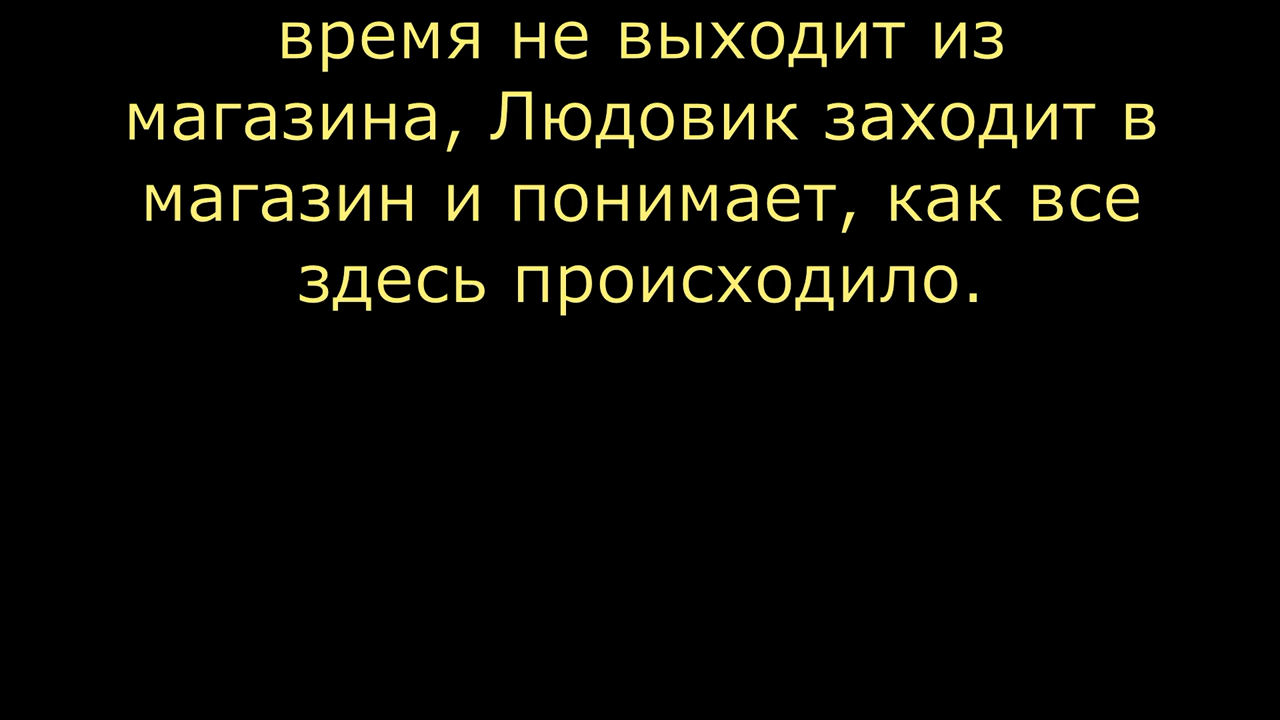 время не выходит из
магазина, Людовик заходит в
магазин и понимает, как все
здесь происходило.